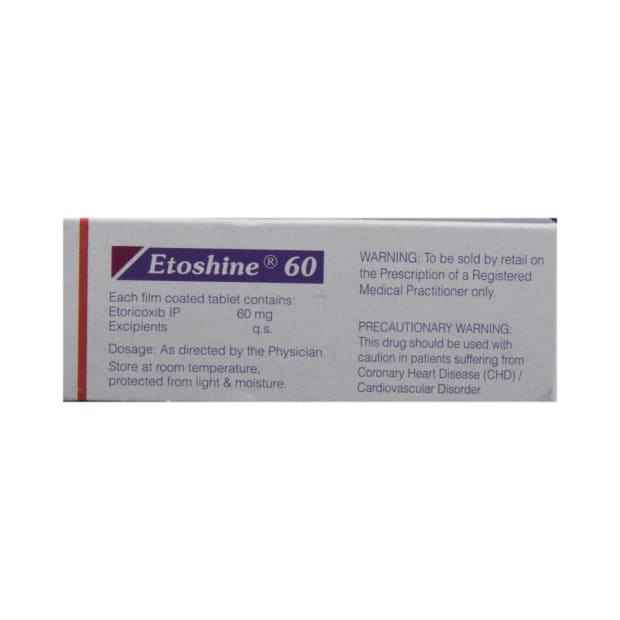 Etoshine® 60
Each film coated tablet contains:
Etoricoxib IP 60 mg
Excipients q.s.
Dosage: As directed by the Physician.
Store at room temperature,
protected from light & moisture.
WARNING: To be sold by retail on
the Prescription of a Registered
Medical Practitioner only.
PRECAUTIONARY WARNING:
This drug should be used with
caution in patients suffering from
Coronary Heart Disease (CHD) /
Cardiovascular Disorder.